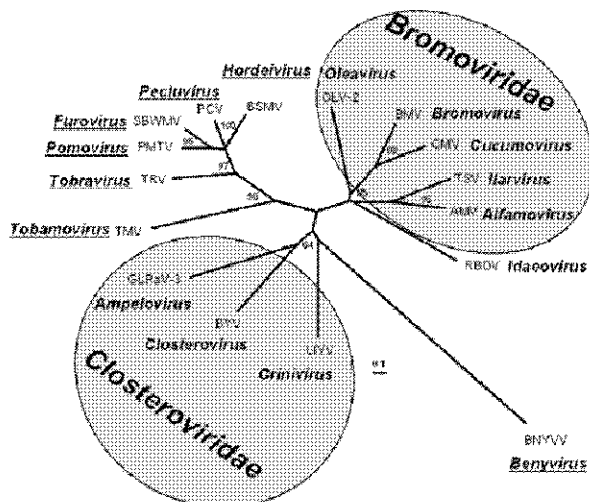 Bromoviridae
Hordeivirus Oleavirus
Pecluvirus OLV-2
PCV BSMV
100
Furovirus SBWMV
BMV Bromovirus
Pomovirus PMTV
CMV Cucumovirus
Tobravirus TRV
TSV Ilarvirus
AMV Alfamovirus
Tobamovirus TMV
RBDV Idaeovirus
94
GLRaV-3
Ampelovirus
BYV
Closterovirus
LIYV
Crinivirus
0.1
Closteroviridae
BNYVV
Benyvirus